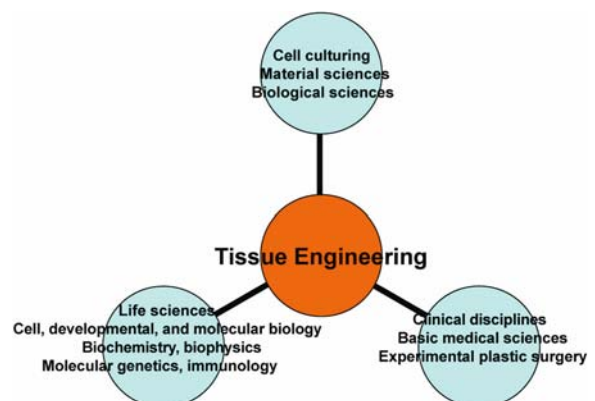 Cell culturing
Material sciences
Biological sciences
Tissue Engineering
Life sciences
Cell, developmental, and molecular biology
Biochemistry, biophysics
Molecular genetics, immunology
Clinical disciplines
Basic medical sciences
Experimental plastic surgery